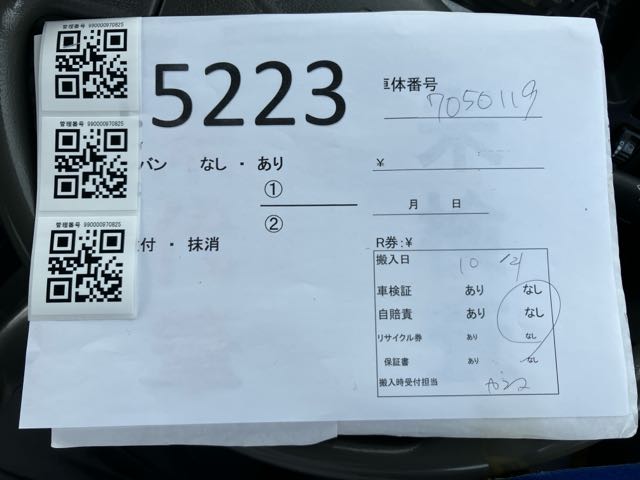 管理番号 990000970825
管理番号 990000970825
管理番号 990000970825
5223
車体番号 7050119
バン なし ・ あり
¥
①
②
月 日
付 ・ 抹消
R券:¥
搬入日 10/4
車検証 あり なし
自賠責 あり なし
リサイクル券 あり なし
保証書 あり なし
搬入時受付担当